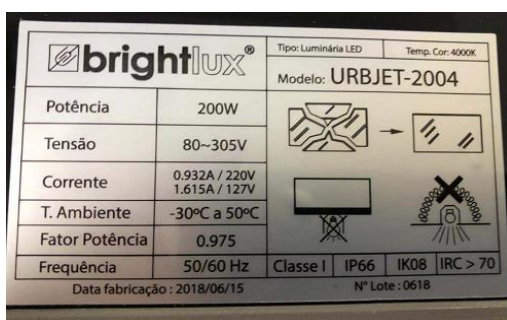 brightlux®
Tipo: Luminária LED
Temp. Cor: 4000K
Modelo: URBJET-2004
Potência 200W
Tensão 80~305V
Corrente 0.932A / 220V
1.615A / 127V
T. Ambiente -30ºC a 50ºC
Fator Potência 0.975
Frequência 50/60 Hz
Classe I IP66 IK08 IRC > 70
Data fabricação : 2018/06/15
Nº Lote : 0618